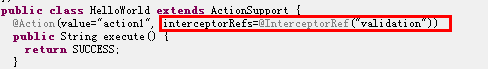 public class HelloWorld extends ActionSupport {
@Action(value="action1", interceptorRefs=@InterceptorRef("validation"))
public String execute() {
return SUCCESS;
}